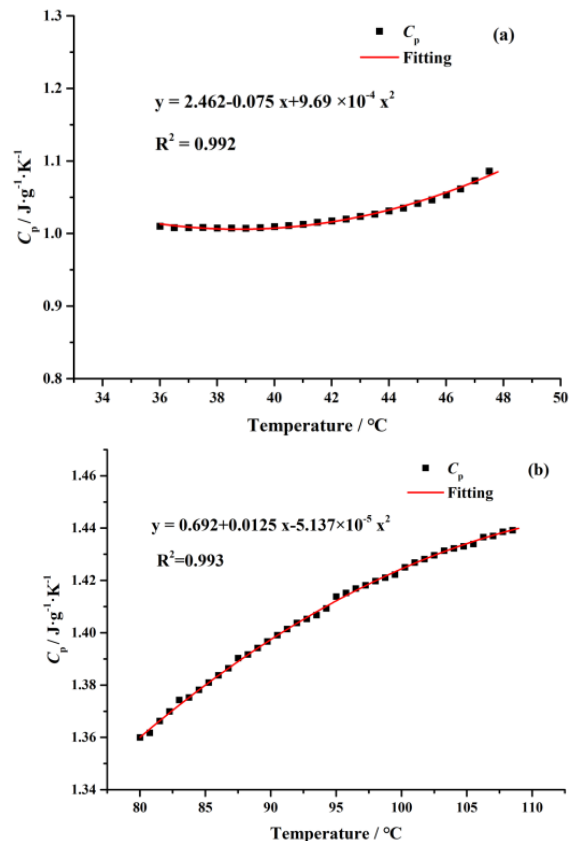 1.3
1.2
1.1
1.0
0.9
0.8
Cₚ / J·g⁻¹·K⁻¹
Cₚ
Fitting
(a)
y = 2.462-0.075 x+9.69 ×10⁻⁴ x²
R² = 0.992
34 36 38 40 42 44 46 48 50
Temperature / °C
1.46
1.44
1.42
1.40
1.38
1.36
1.34
Cₚ / J·g⁻¹·K⁻¹
Cₚ
Fitting
(b)
y = 0.692+0.0125 x-5.137×10⁻⁵ x²
R²=0.993
80 85 90 95 100 105 110
Temperature / °C